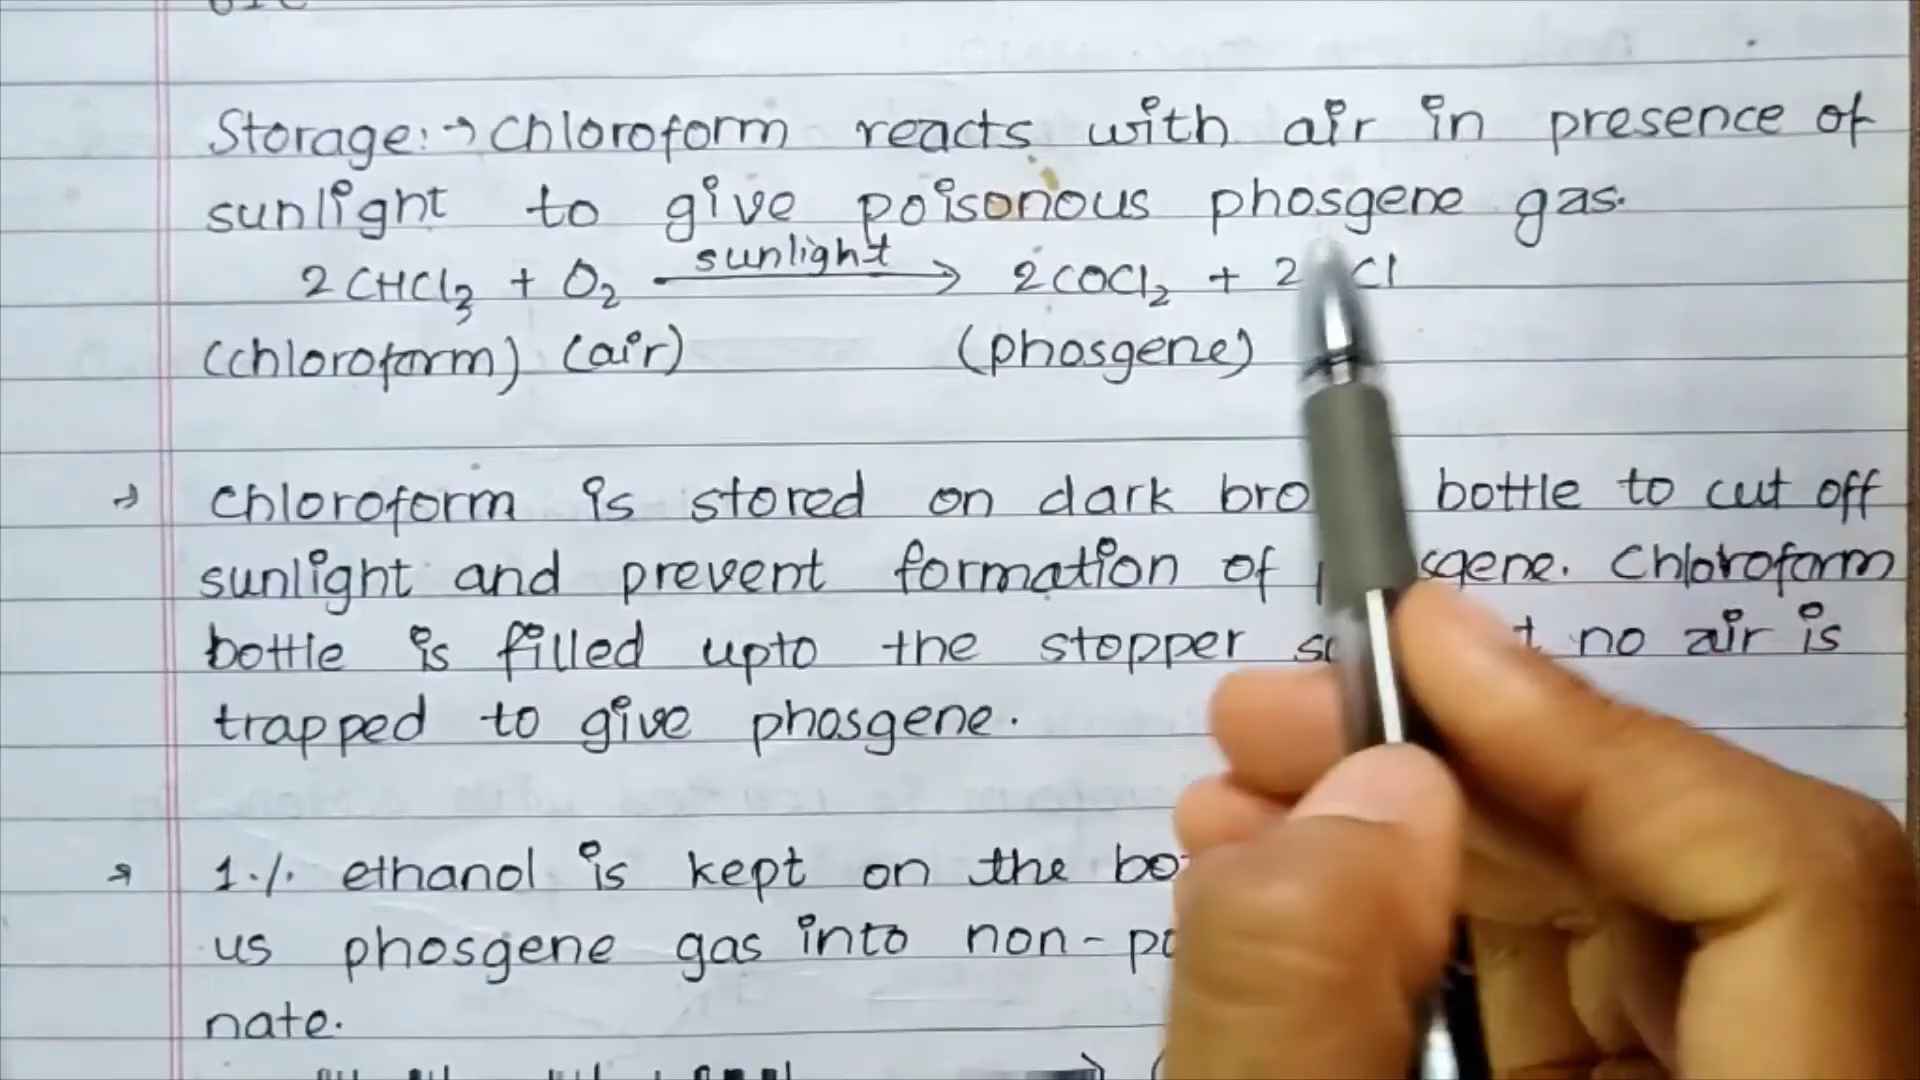 Storage:→ Chloroform reacts with air in presence of
sunlight to give poisonous phosgene gas.
sunlight
2CHCl₃ + O₂ → 2COCl₂ + 2 Cl
(chloroform) (air) (phosgene)
→ Chloroform is stored on dark bottle to cut off
sunlight and prevent formation of Chloroform
bottle is filled upto the stopper no air is
trapped to give phosgene.
→ 1% ethanol is kept on the
us phosgene gas into non-
nate.